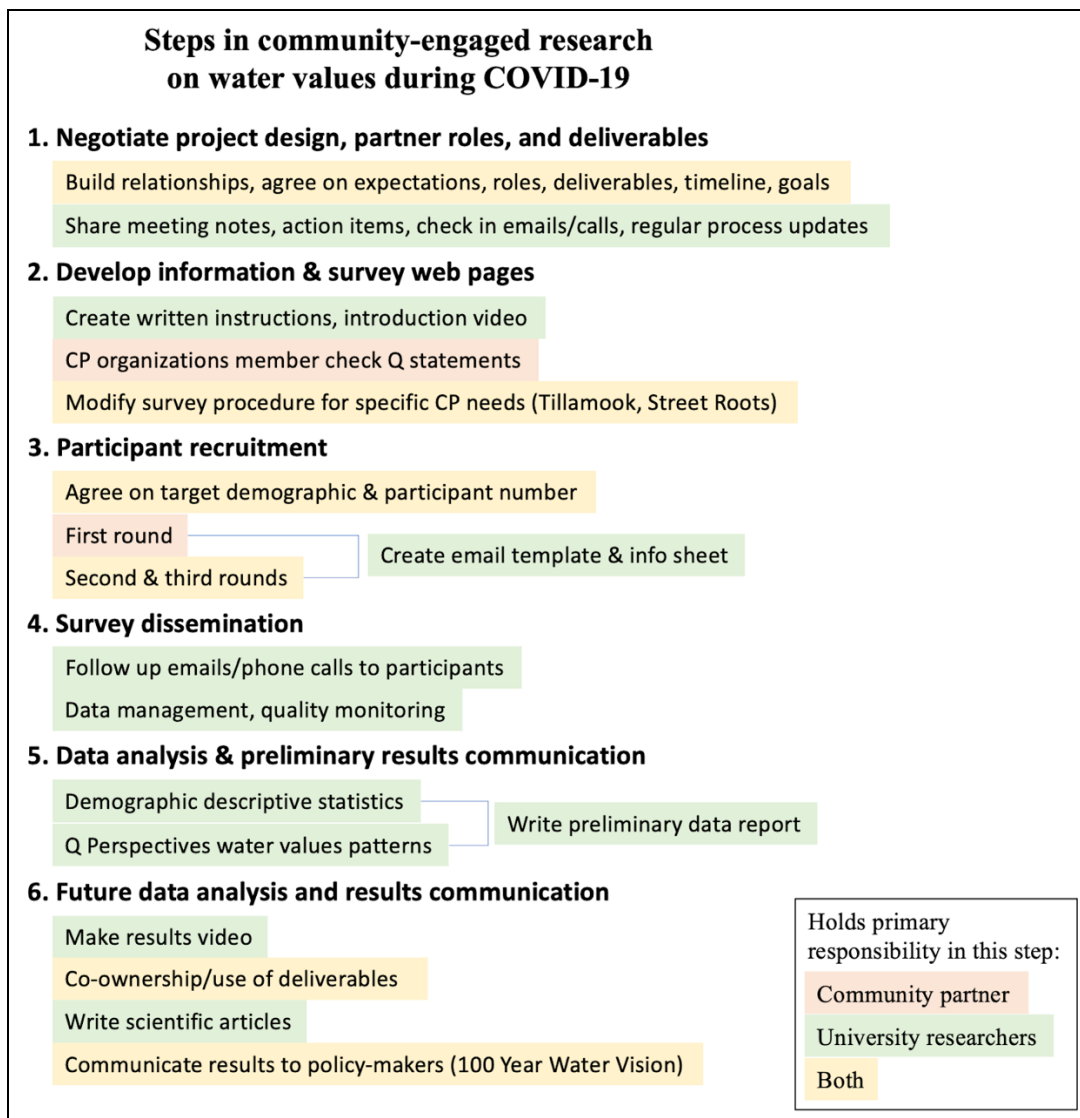 Steps in community-engaged research
on water values during COVID-19
1. Negotiate project design, partner roles, and deliverables
Build relationships, agree on expectations, roles, deliverables, timeline, goals
Share meeting notes, action items, check in emails/calls, regular process updates
2. Develop information & survey web pages
Create written instructions, introduction video
CP organizations member check Q statements
Modify survey procedure for specific CP needs (Tillamook, Street Roots)
3. Participant recruitment
Agree on target demographic & participant number
First round
Create email template & info sheet
Second & third rounds
4. Survey dissemination
Follow up emails/phone calls to participants
Data management, quality monitoring
5. Data analysis & preliminary results communication
Demographic descriptive statistics
Write preliminary data report
Q Perspectives water values patterns
6. Future data analysis and results communication
Make results video
Co-ownership/use of deliverables
Write scientific articles
Communicate results to policy-makers (100 Year Water Vision)
Holds primary
responsibility in this step:
Community partner
University researchers
Both